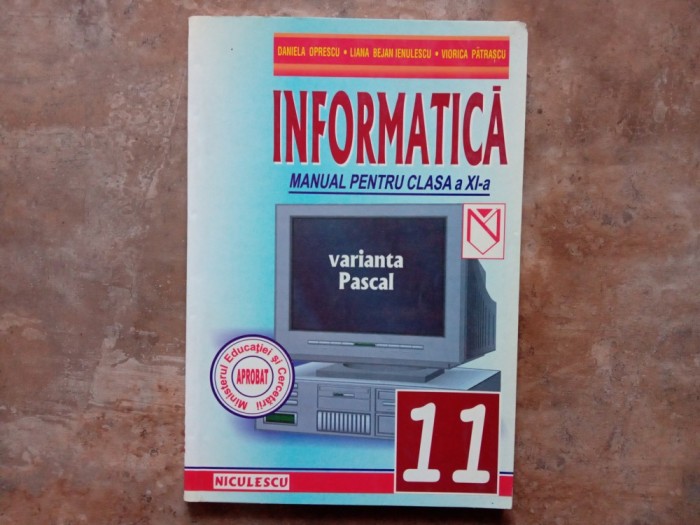 DANIELA OPRESCU • LIANA BEJAN IENULESCU • VIORICA PĂTRAȘCU
INFORMATICĂ
MANUAL PENTRU CLASA a XI-a
varianta
Pascal
Ministerul Educației și Cercetării
APROBAT
11
NICULESCU